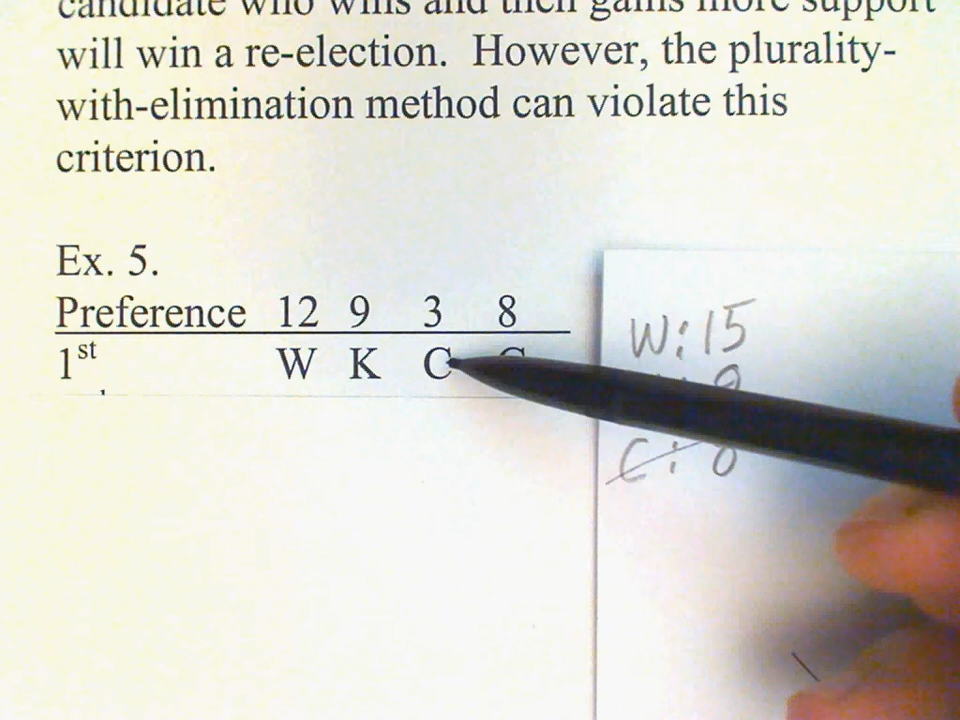 will win a re-election. However, the plurality-
with-elimination method can violate this
criterion.
Ex. 5.
Preference 12 9 3 8
1st W K C
W: 15
C: